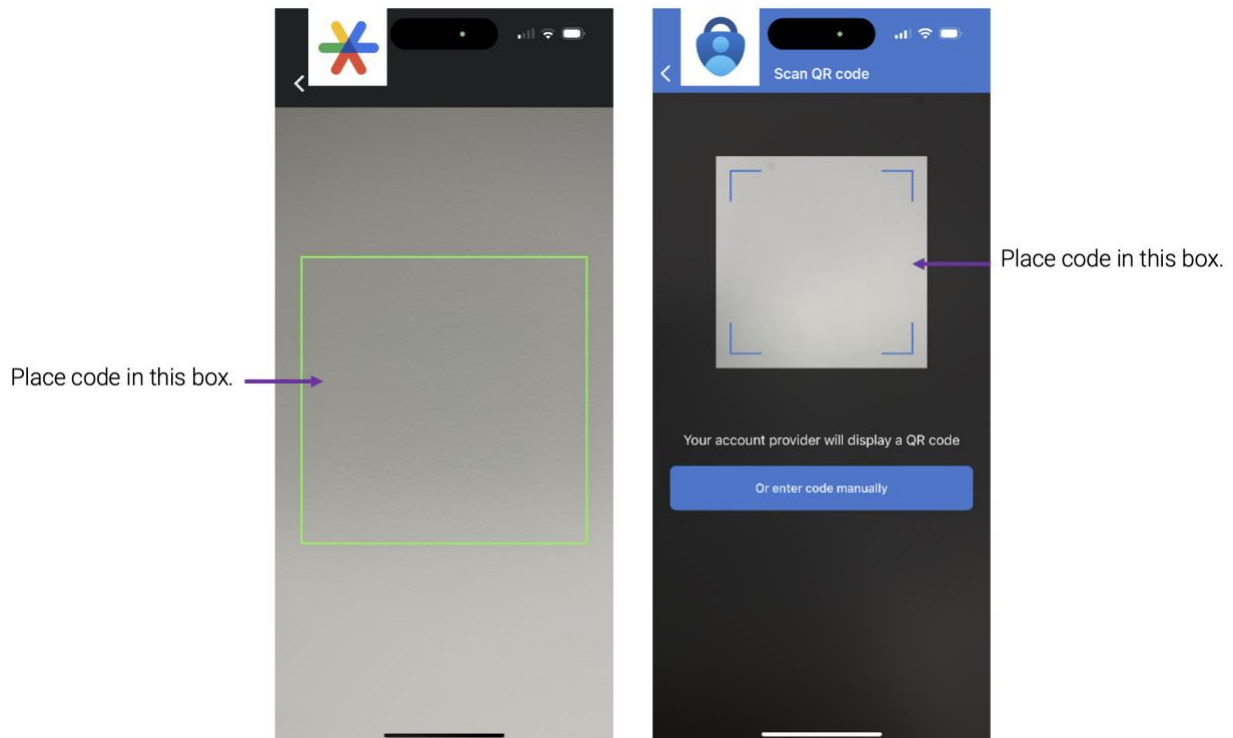 Scan QR code
Place code in this box.
Place code in this box.
Your account provider will display a QR code
Or enter code manually